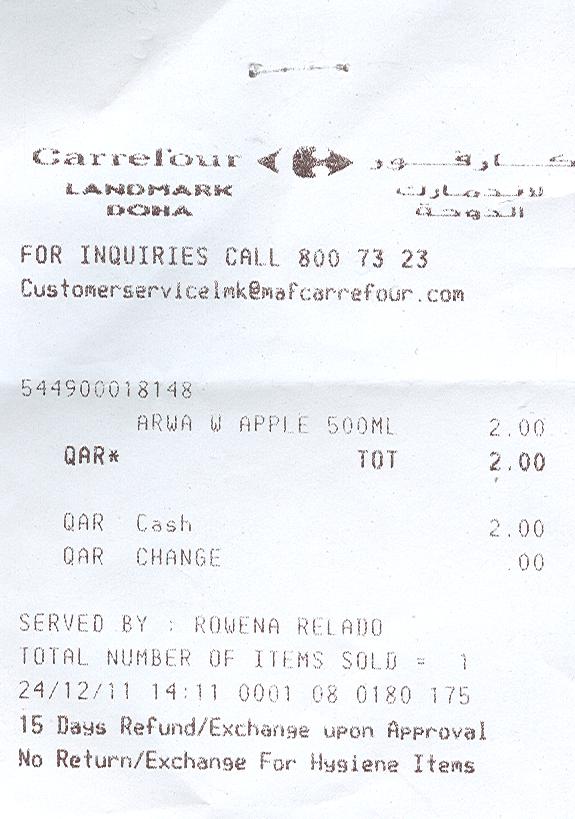 Carrefour كارفور
LANDMARK لاندمارك
DOHA الدوحة
FOR INQUIRIES CALL 800 73 23
Customerservicelmk@mafcarrefour.com
544900018148
ARWA W APPLE 500ML 2.00
QAR* TOT 2.00
QAR Cash 2.00
QAR CHANGE .00
SERVED BY : ROWENA RELADO
TOTAL NUMBER OF ITEMS SOLD = 1
24/12/11 14:11 0001 08 0180 175
15 Days Refund/Exchange upon Approval
No Return/Exchange For Hygiene Items